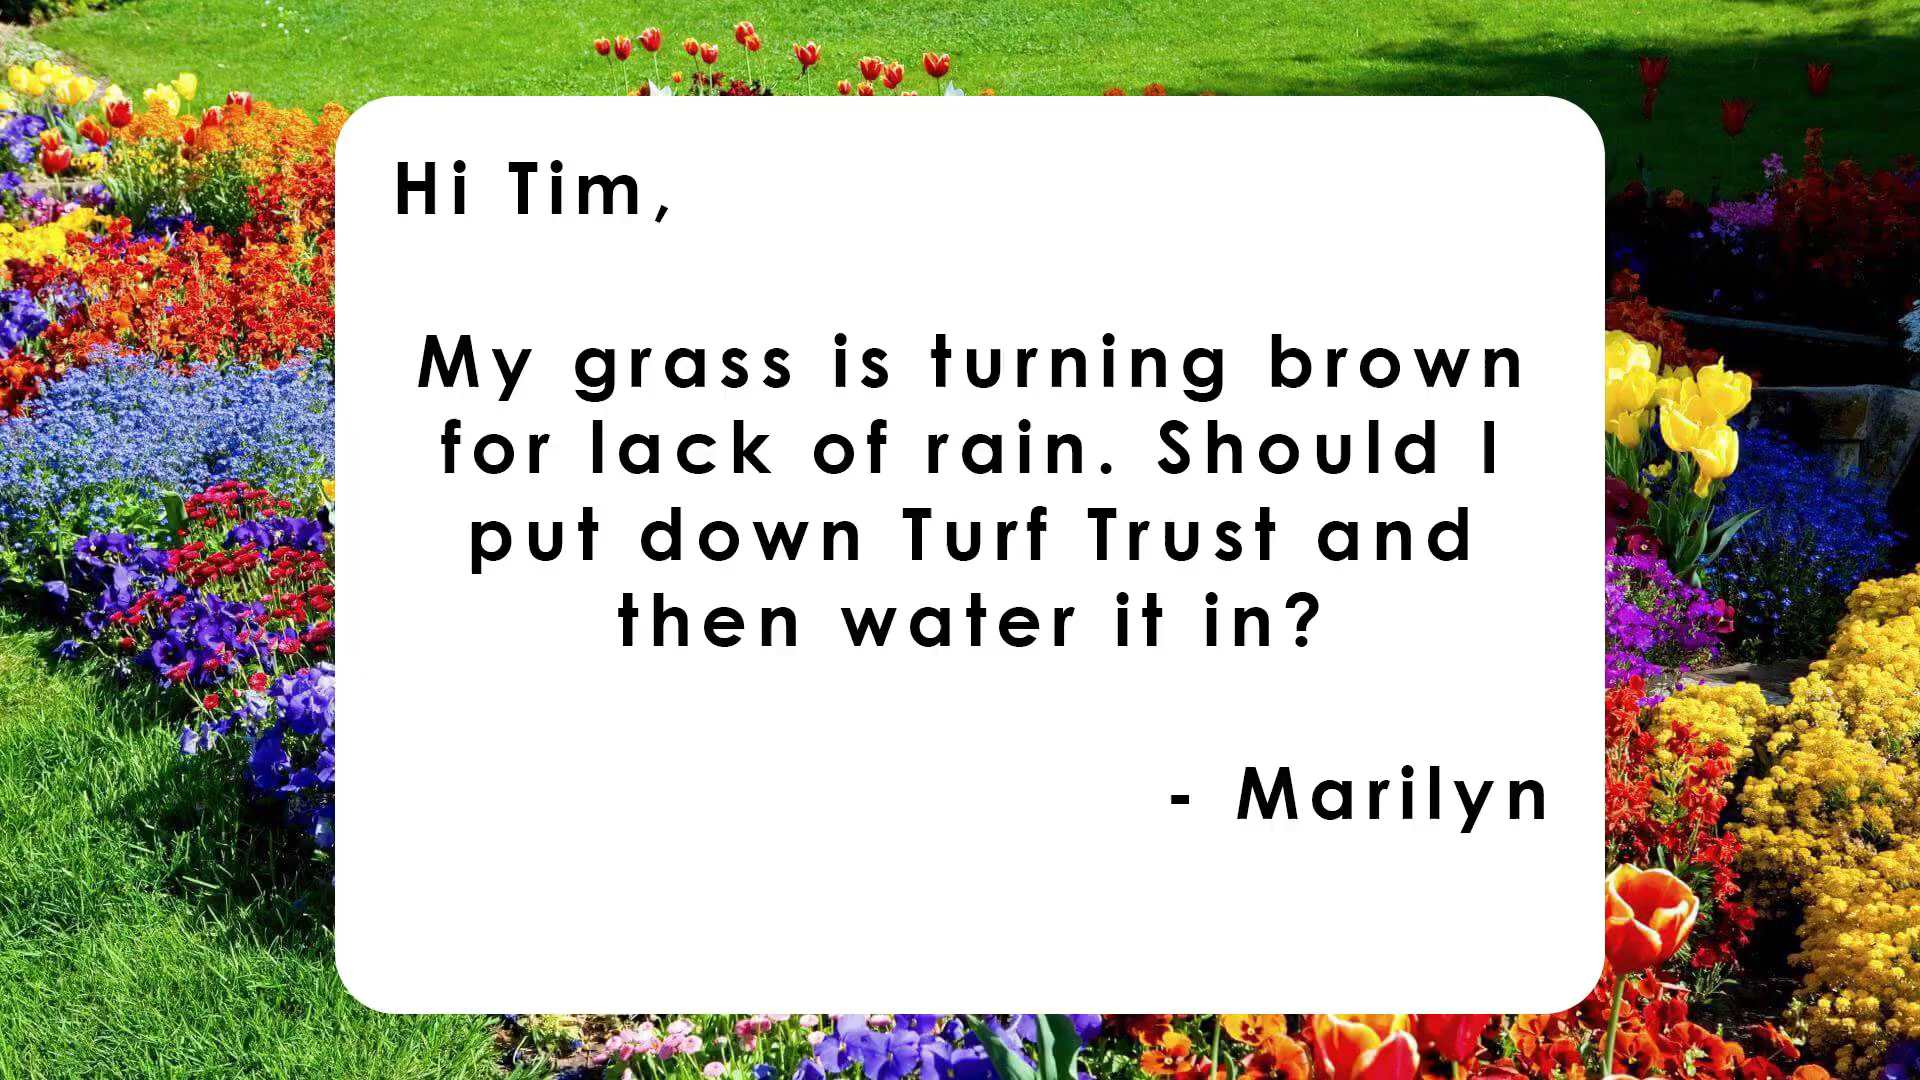 Hi Tim,
My grass is turning brown
for lack of rain. Should I
put down Turf Trust and
then water it in?
- Marilyn